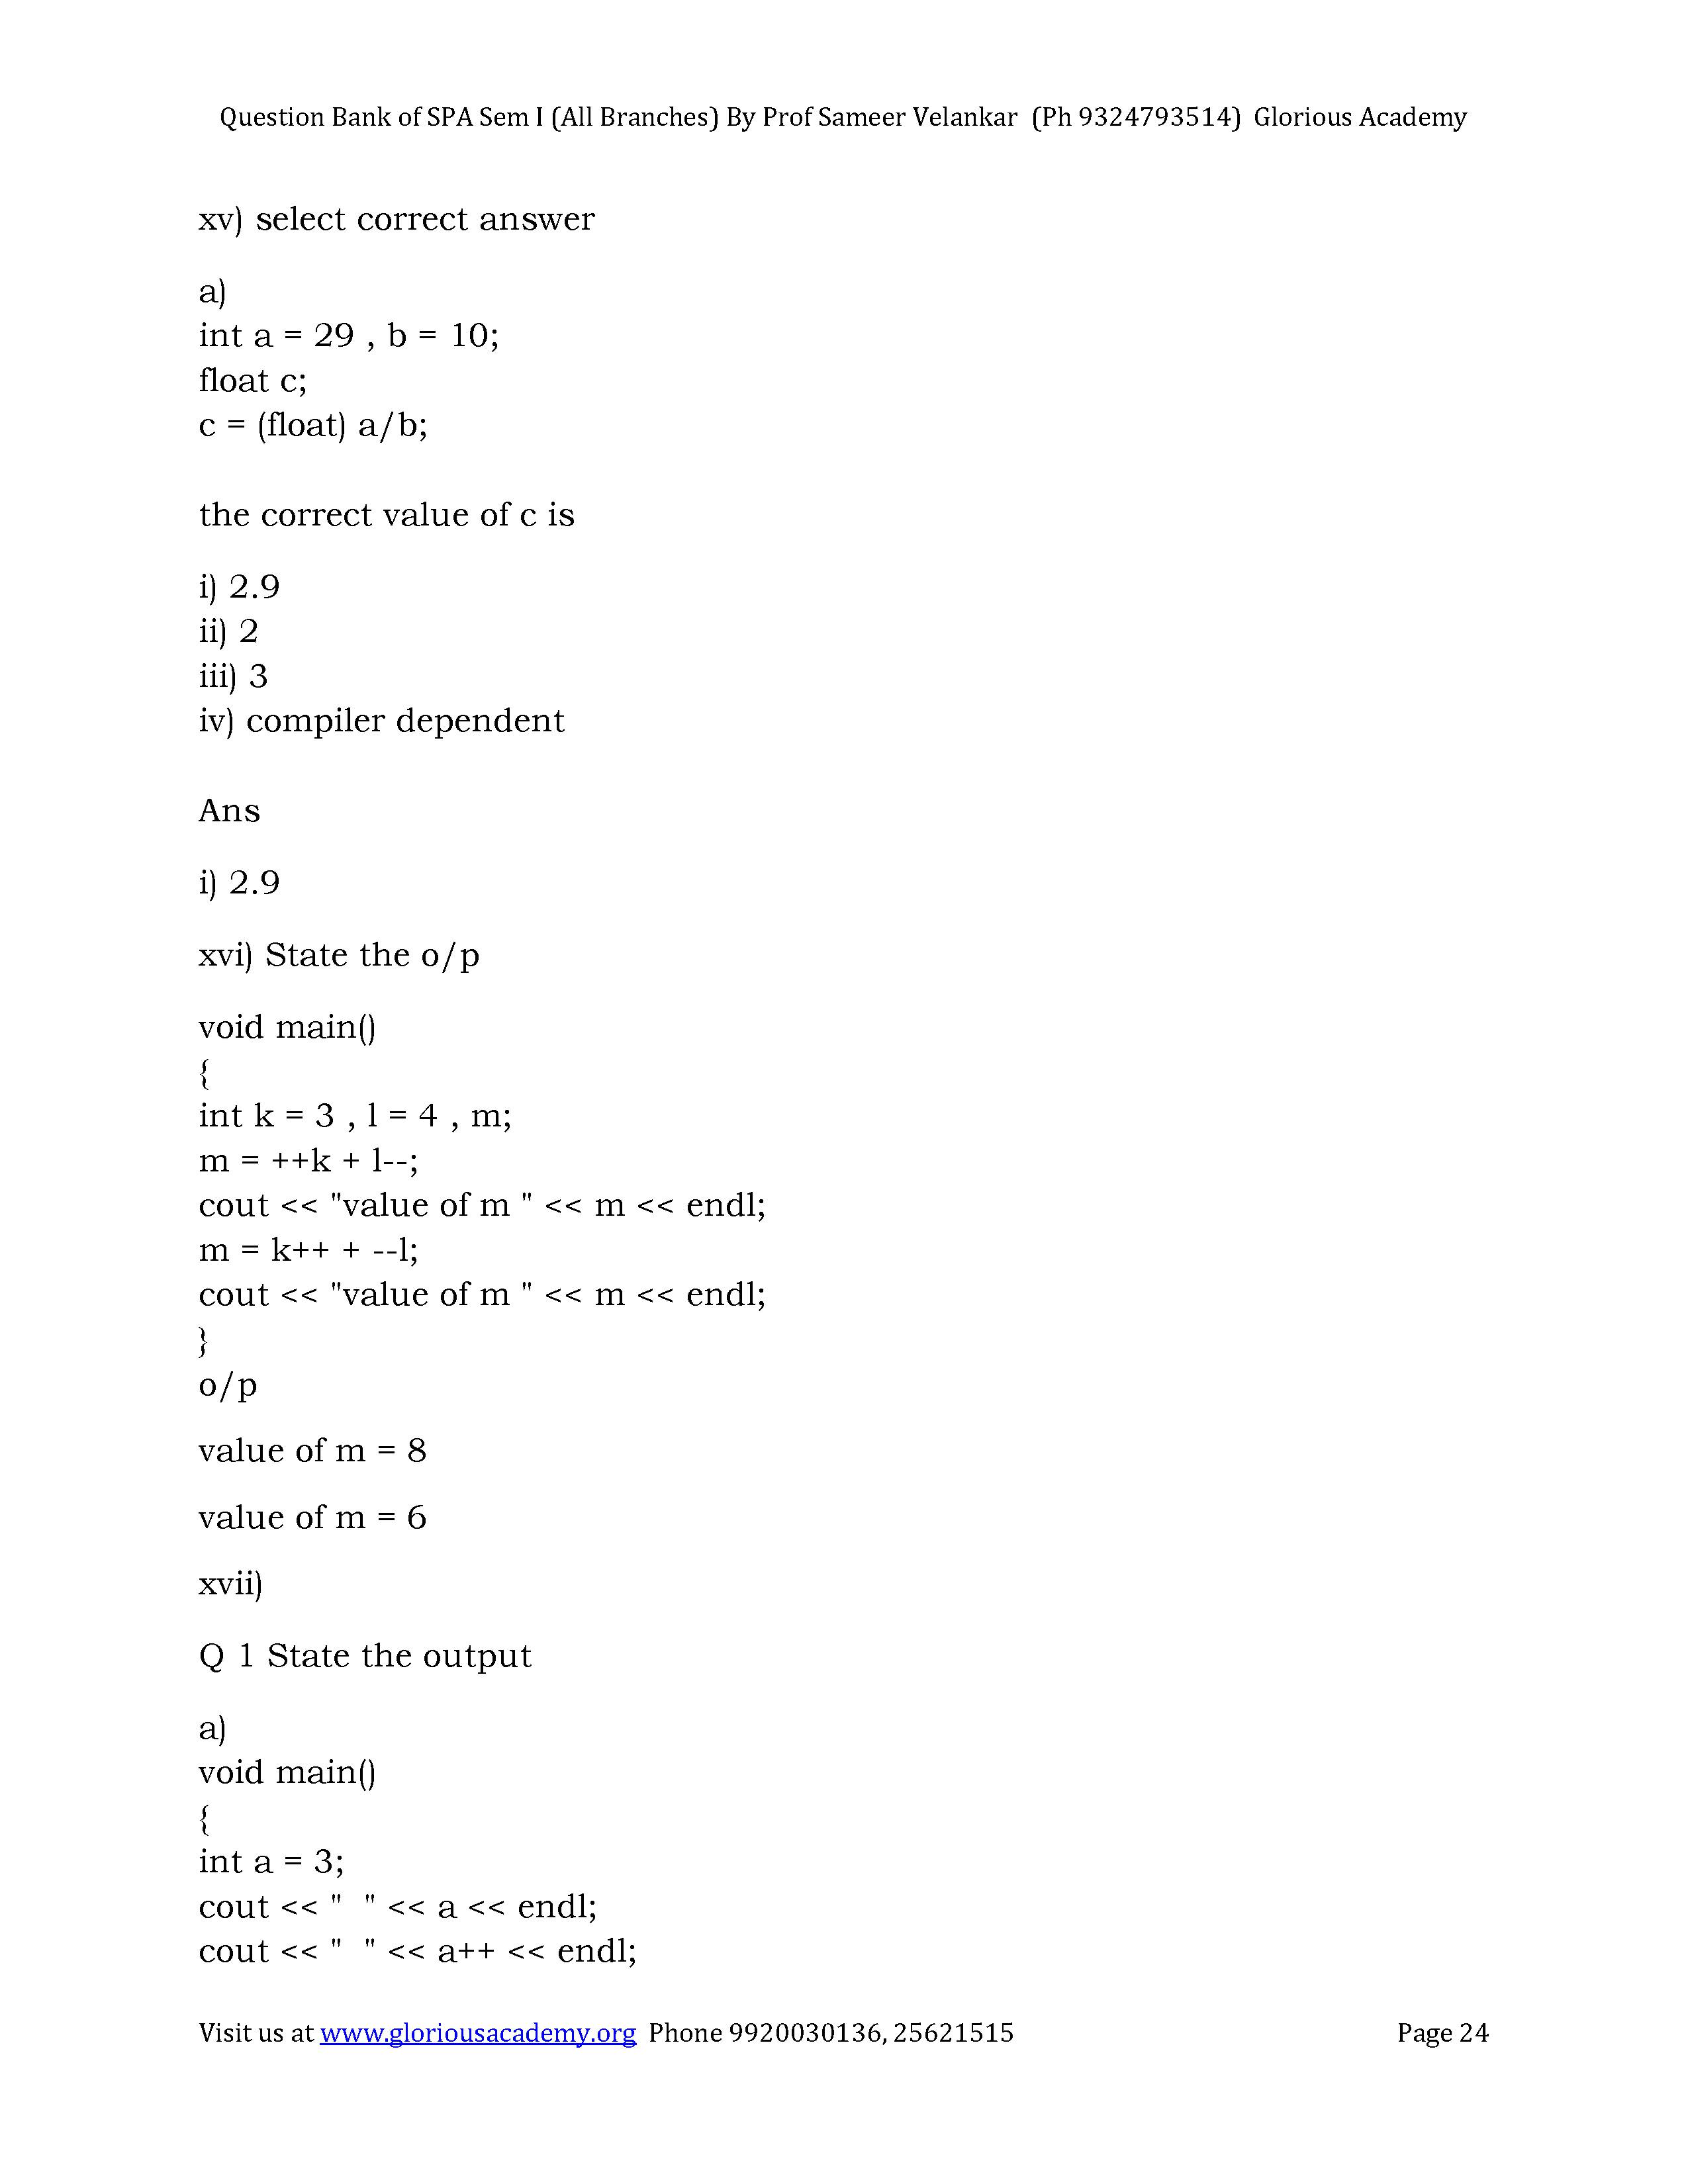 Question Bank of SPA Sem I (All Branches) By Prof Sameer Velankar  (Ph 9324793514)  Glorious Academy
xv) select correct answer
a)
int a = 29 , b = 10;
float c;
c = (float) a/b;
the correct value of c is
i) 2.9
ii) 2
iii) 3
iv) compiler dependent
Ans
i) 2.9
xvi) State the o/p
void main()
{
int k = 3 , l = 4 , m;
m = ++k + l--;
cout << "value of m " << m << endl;
m = k++ + --l;
cout << "value of m " << m << endl;
}
o/p
value of m = 8
value of m = 6
xvii)
Q 1 State the output
a)
void main()
{
int a = 3;
cout << "  " << a << endl;
cout << "  " << a++ << endl;
Visit us at www.gloriousacademy.org  Phone 9920030136, 25621515 Page 24